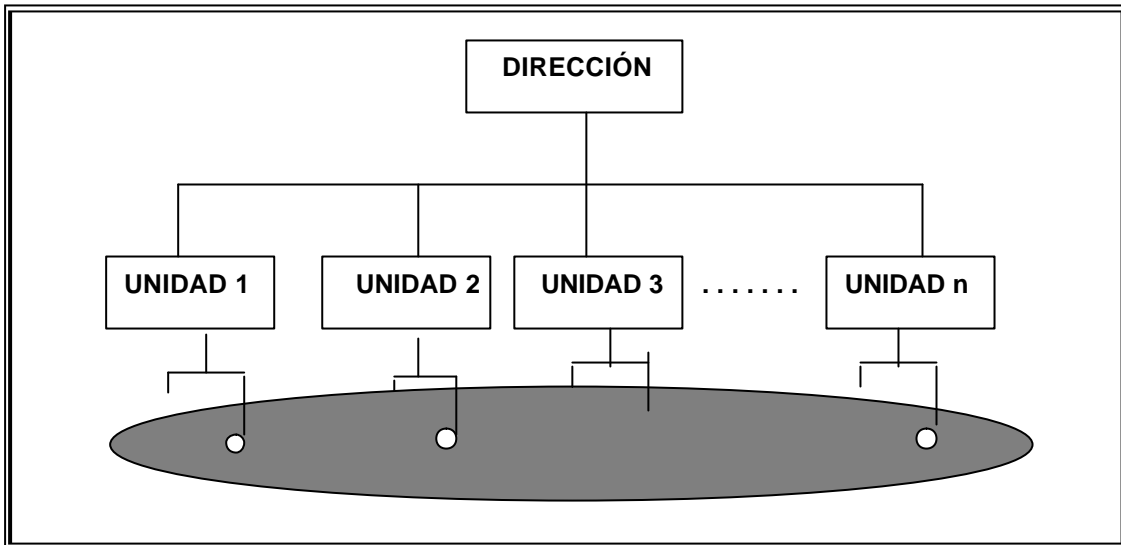 DIRECCIÓN
UNIDAD 1 UNIDAD 2 UNIDAD 3 . . . . . . . UNIDAD n